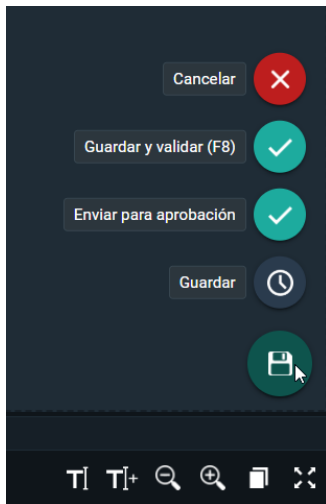 Cancelar
Guardar y validar (F8)
Enviar para aprobación
Guardar
T T+